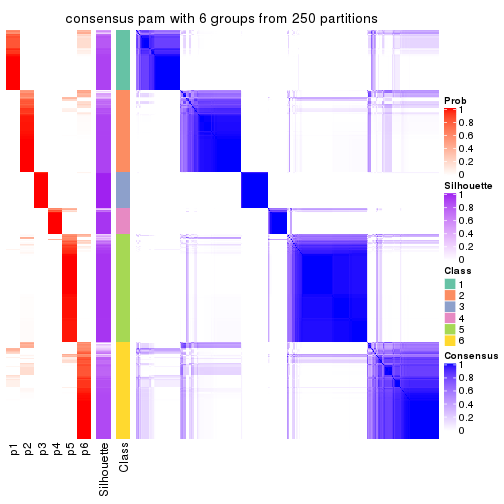 consensus pam with 6 groups from 250 partitions
Prob
1
0.8
0.6
0.4
0.2
0
Silhouette
1
0.8
0.6
0.4
0.2
0
Class
1
2
3
4
5
6
Consensus
1
0.8
0.6
0.4
0.2
0
p1
p2
p3
p4
p5
p6
Silhouette
Class